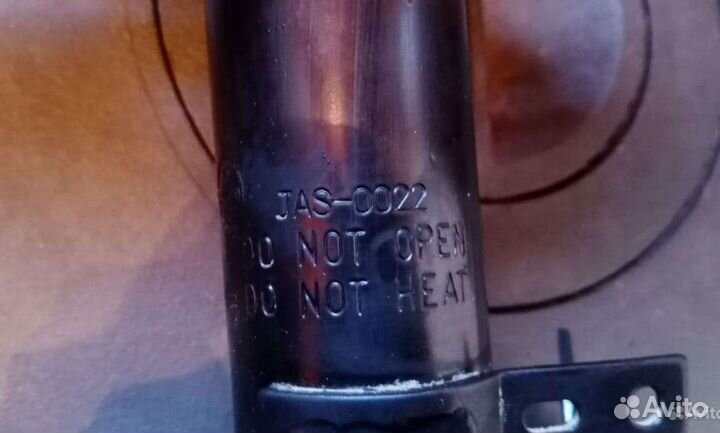 JAS-0022
DO NOT OPEN
DO NOT HEAT
Avito